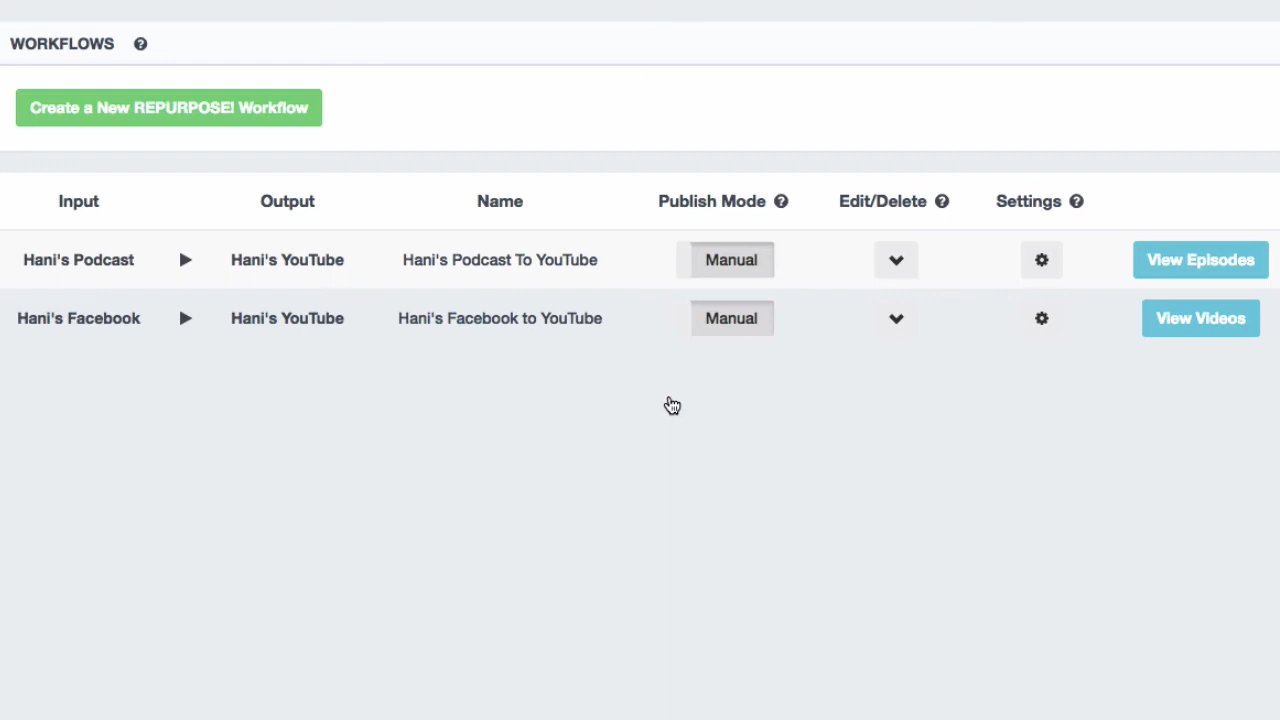 WORKFLOWS
Create a New REPURPOSE! Workflow
Input Output Name Publish Mode Edit/Delete Settings
Hani's Podcast Hani's YouTube Hani's Podcast To YouTube Manual View Episodes
Hani's Facebook Hani's YouTube Hani's Facebook to YouTube Manual View Videos